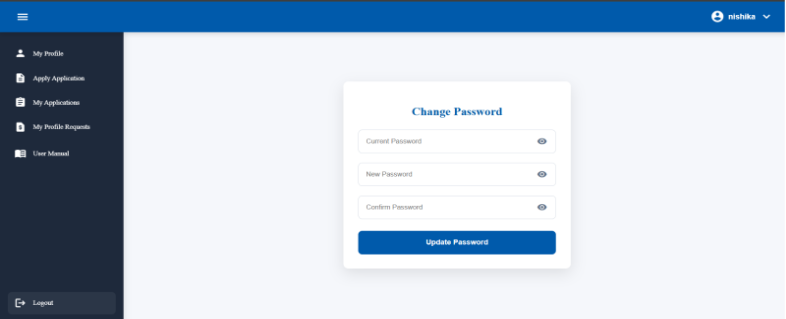 nishika
My Profile
Apply Application
My Applications
My Profile Requests
User Manual
Logout
Change Password
Current Password
New Password
Confirm Password
Update Password